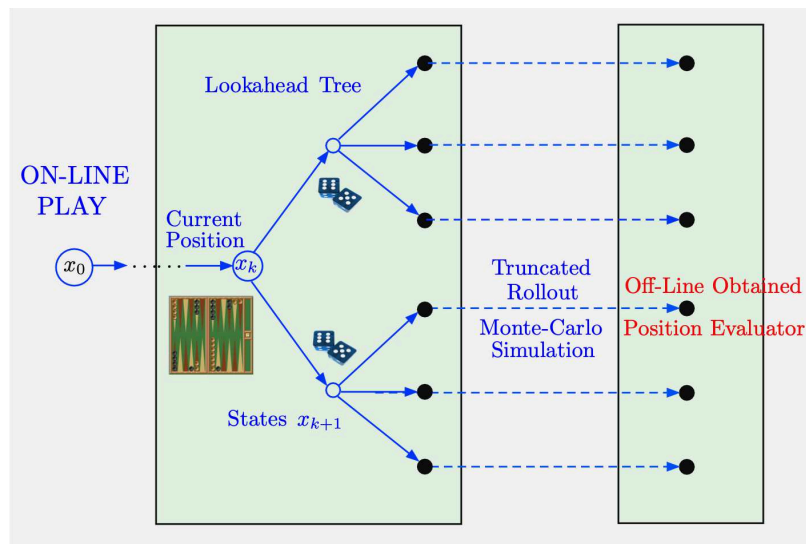 Lookahead Tree
ON-LINE
PLAY
Current
Position
x₀
......
xₖ
Truncated
Rollout
Off-Line Obtained
Monte-Carlo
Simulation
Position Evaluator
States xₖ₊₁